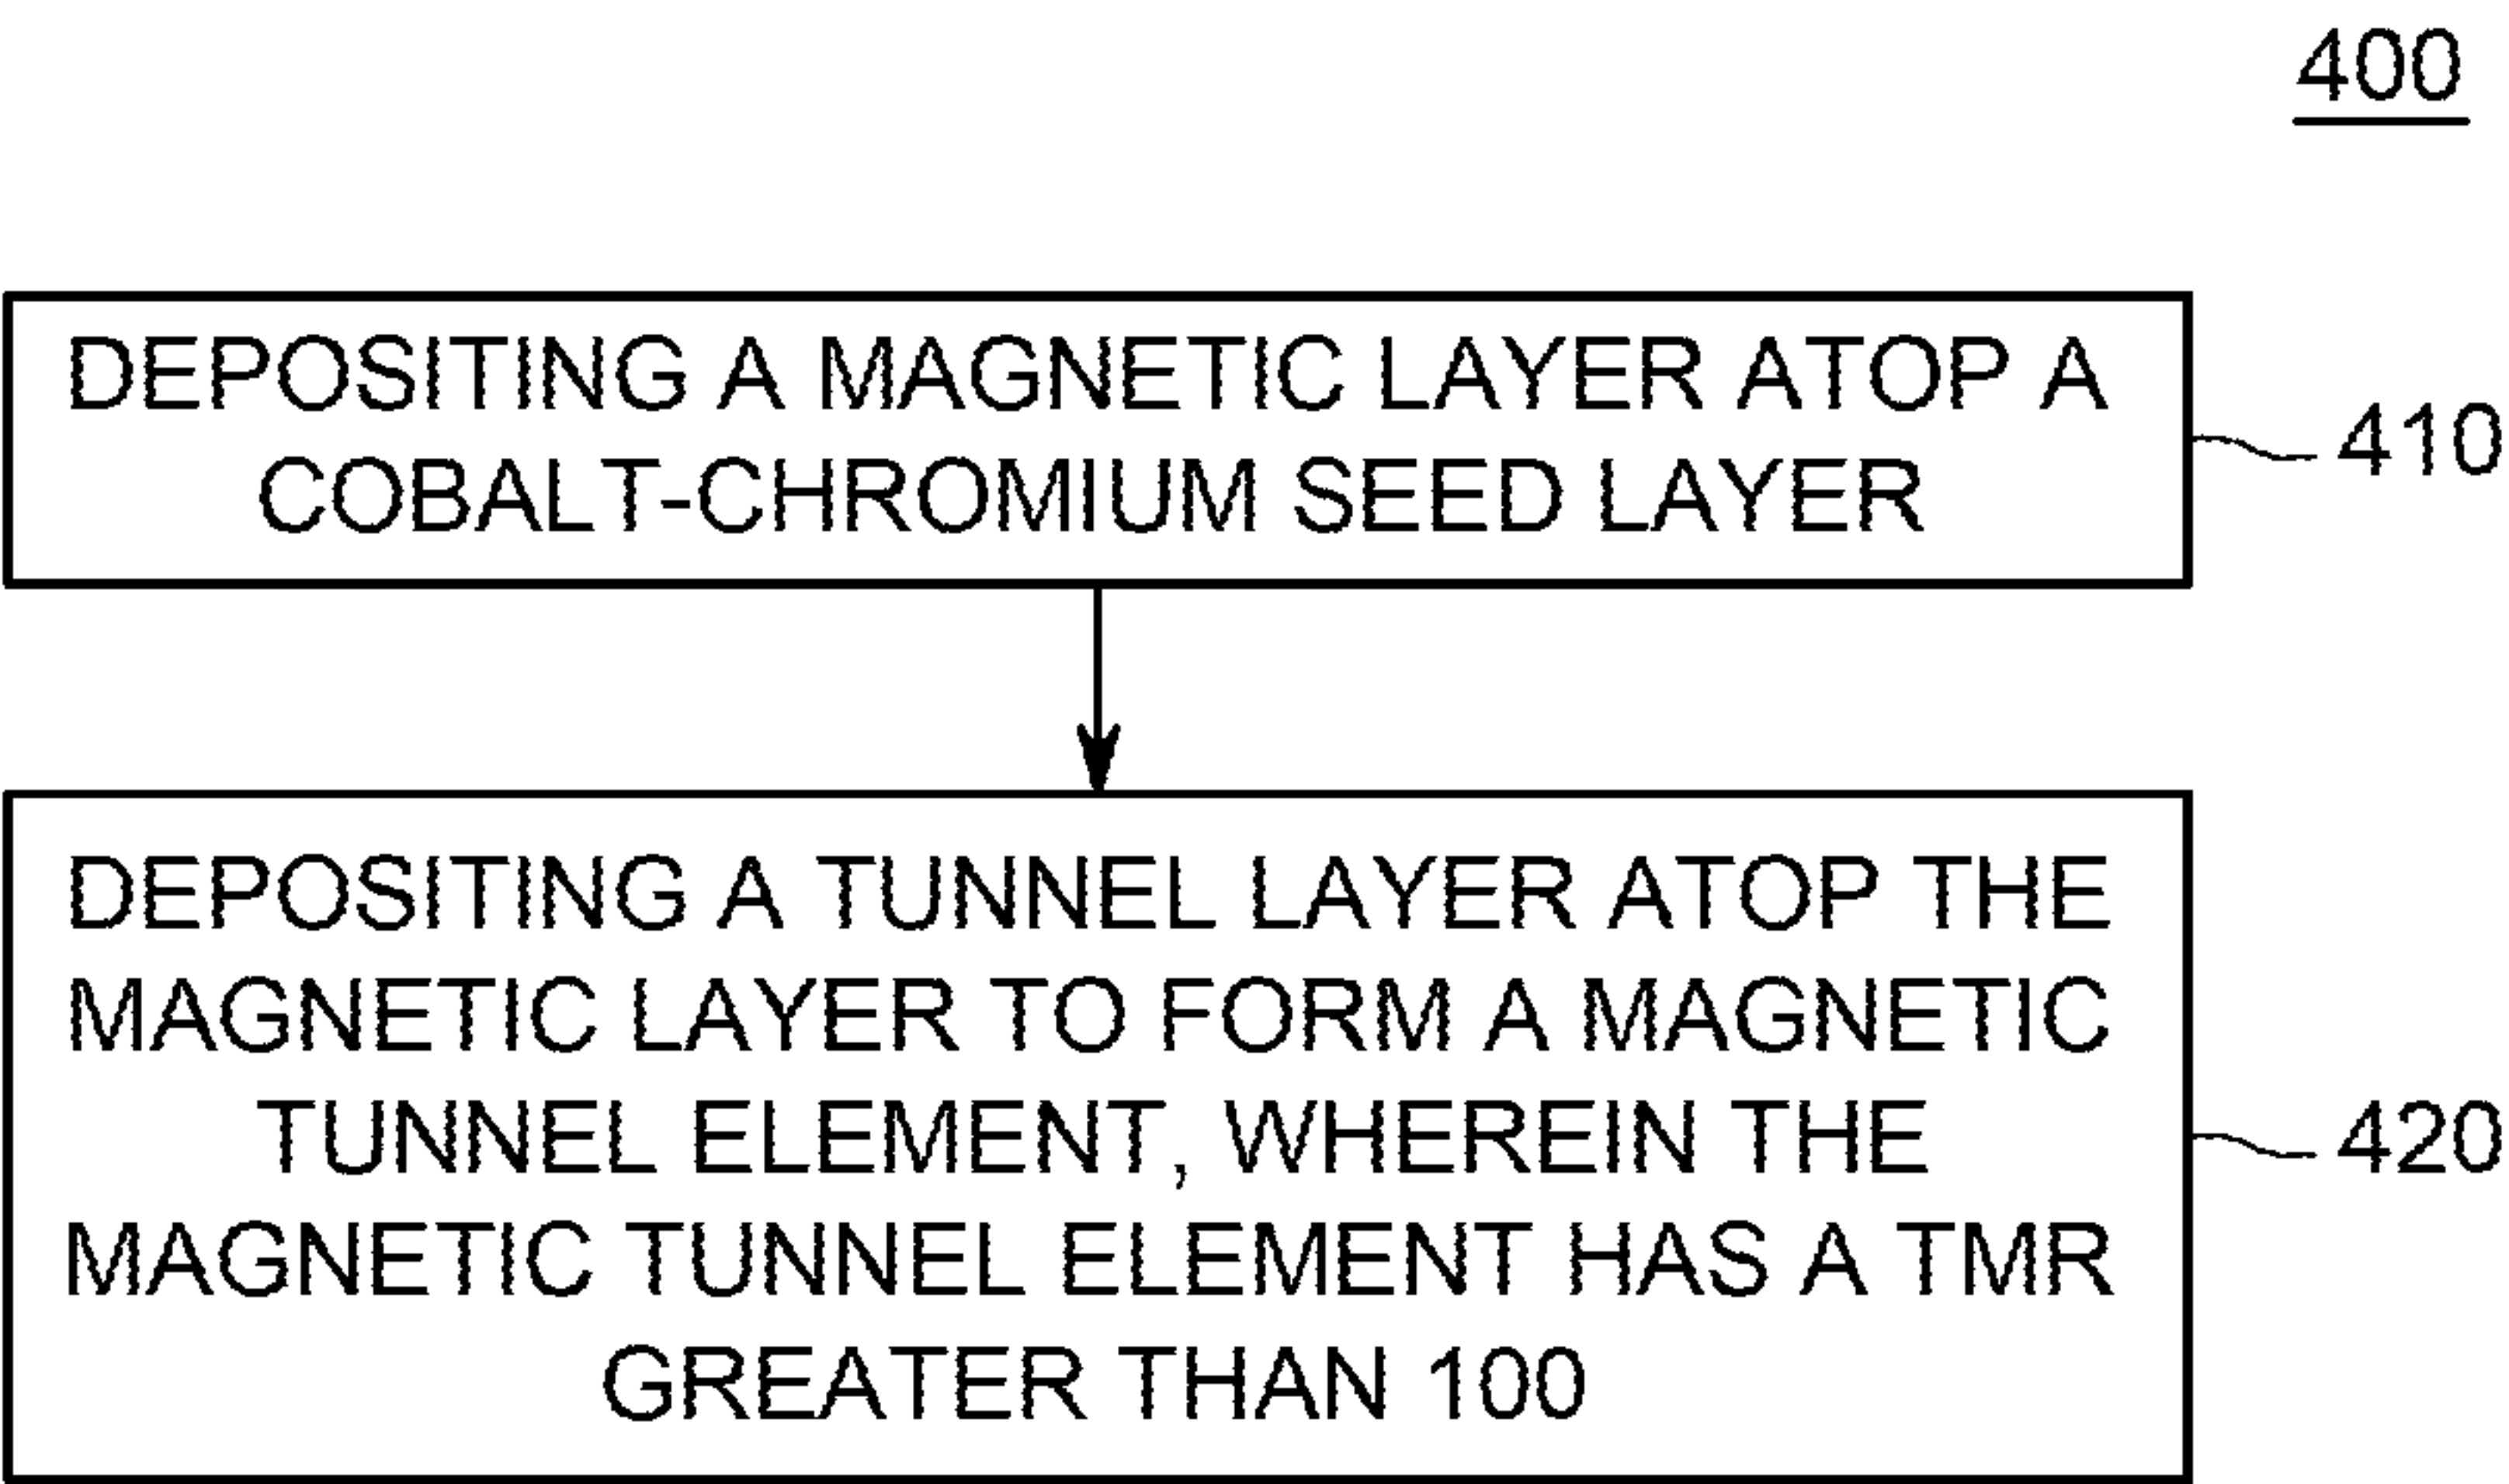 400
DEPOSITING A MAGNETIC LAYER ATOP A
COBALT-CHROMIUM SEED LAYER
410
DEPOSITING A TUNNEL LAYER ATOP THE
MAGNETIC LAYER TO FORM A MAGNETIC
TUNNEL ELEMENT, WHEREIN THE
MAGNETIC TUNNEL ELEMENT HAS A TMR
GREATER THAN 100
420